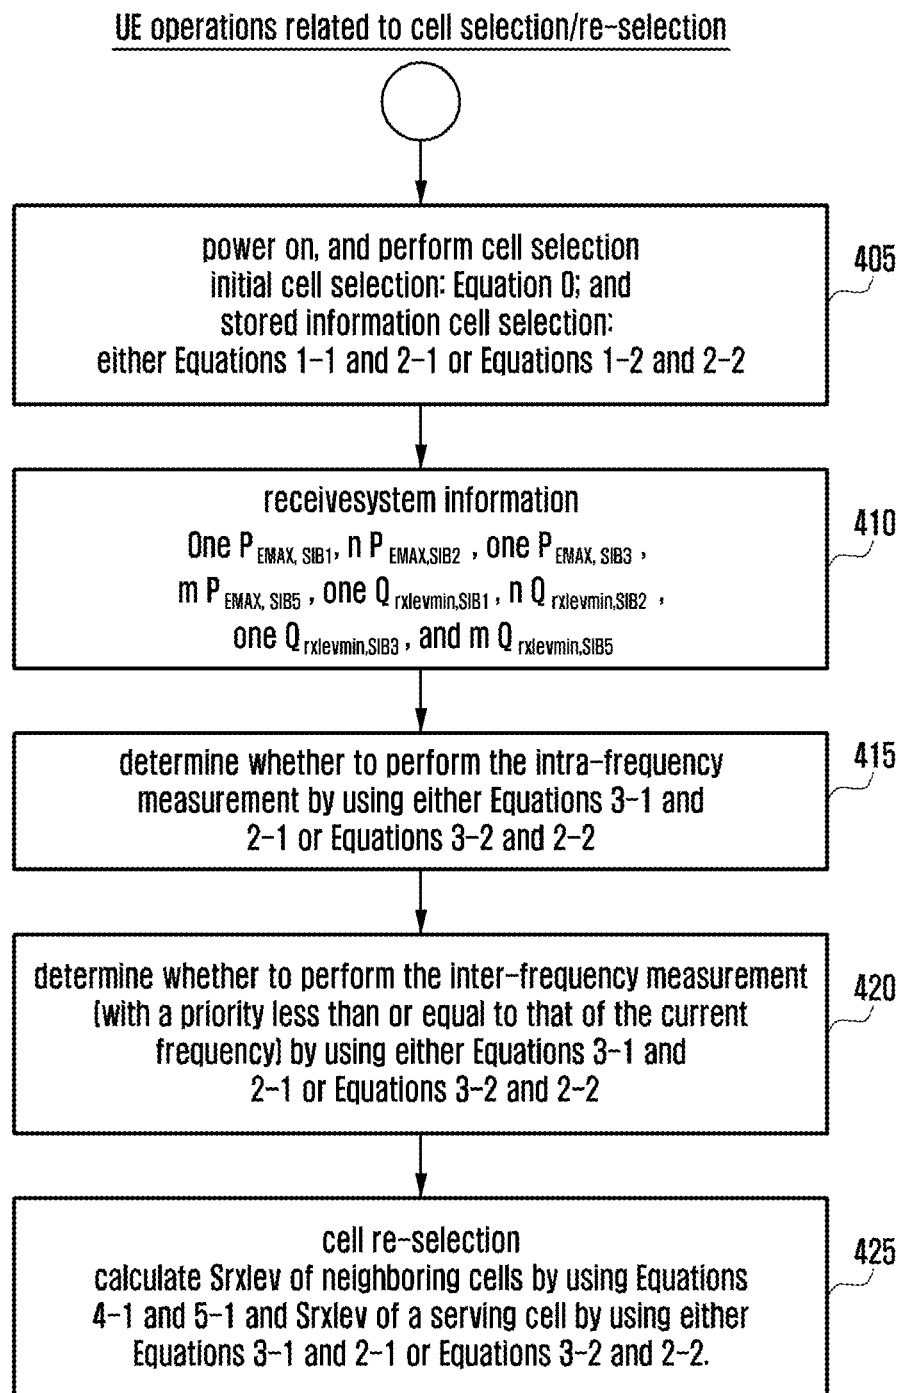 UE operations related to cell selection/re-selection
power on, and perform cell selection
initial cell selection: Equation 0; and
stored information cell selection:
either Equations 1-1 and 2-1 or Equations 1-2 and 2-2
405
receivesystem information
One P EMAX, SIB1, n P EMAX,SIB2 , one P EMAX, SIB3 ,
m P EMAX, SIB5 , one Q rxlevmin,SIB1 , n Q rxlevmin,SIB2 ,
one Q rxlevmin,SIB3 , and m Q rxlevmin,SIB5
410
determine whether to perform the intra-frequency
measurement by using either Equations 3-1 and
2-1 or Equations 3-2 and 2-2
415
determine whether to perform the inter-frequency measurement
(with a priority less than or equal to that of the current
frequency) by using either Equations 3-1 and
2-1 or Equations 3-2 and 2-2
420
cell re-selection
calculate Srxlev of neighboring cells by using Equations
4-1 and 5-1 and Srxlev of a serving cell by using either
Equations 3-1 and 2-1 or Equations 3-2 and 2-2.
425